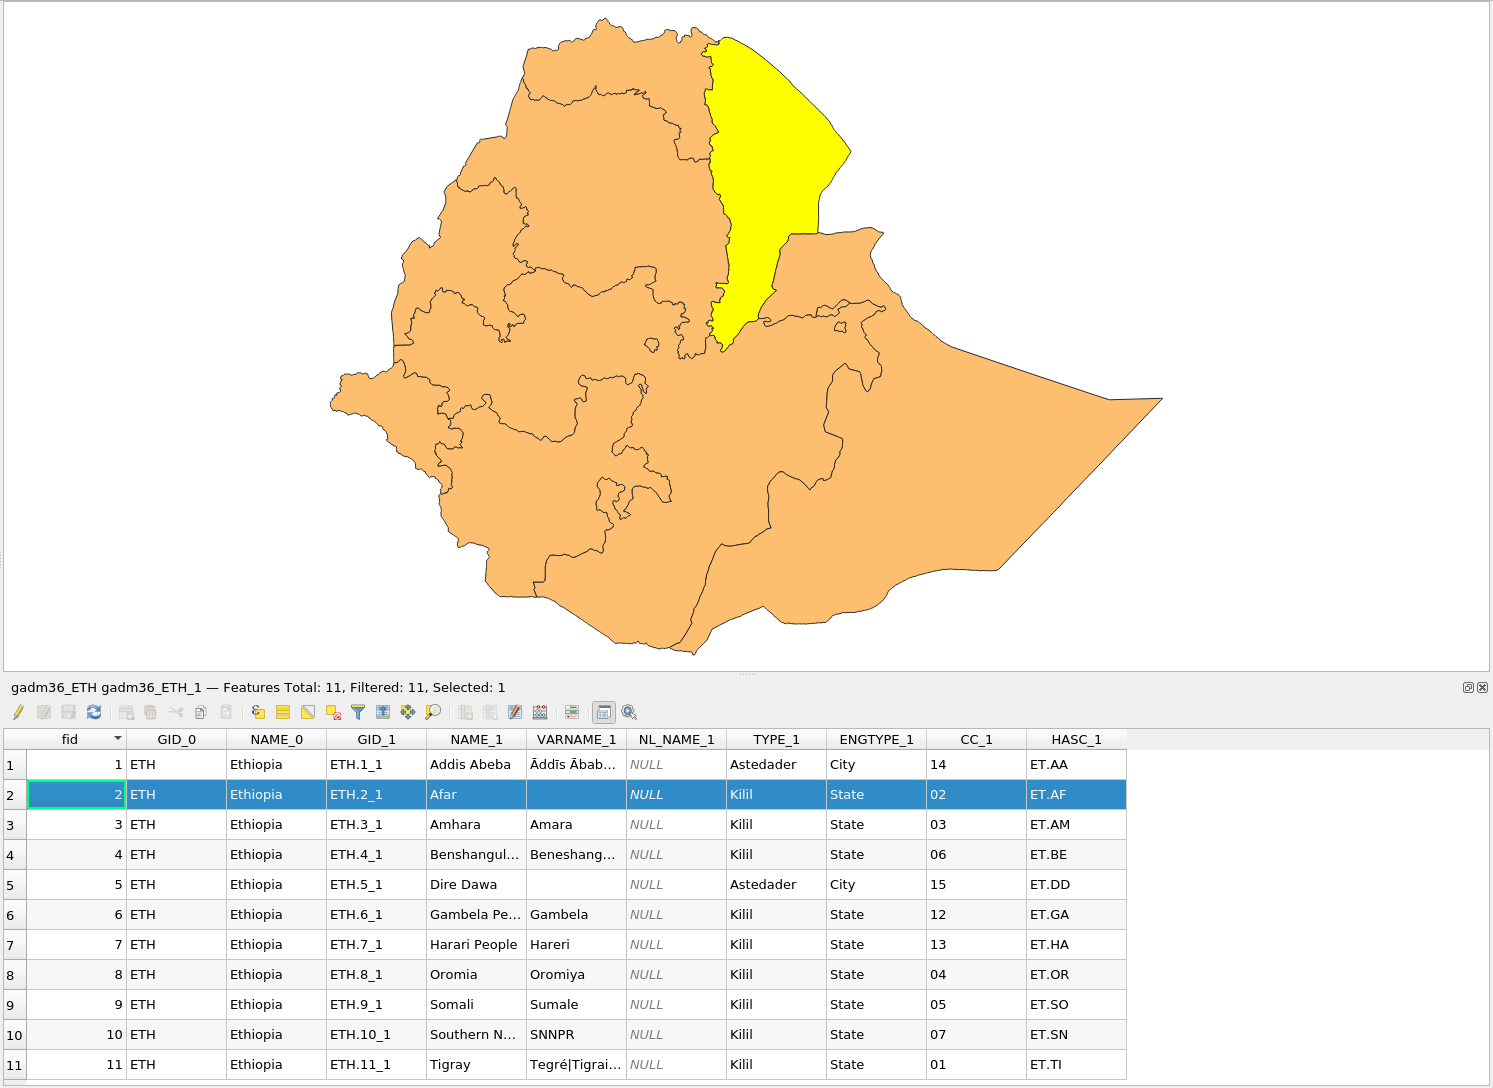 gadm36_ETH gadm36_ETH_1 — Features Total: 11, Filtered: 11, Selected: 1
fid GID_0 NAME_0 GID_1 NAME_1 VARNAME_1 NL_NAME_1 TYPE_1 ENGTYPE_1 CC_1 HASC_1
1 1 ETH Ethiopia ETH.1_1 Addis Abeba Āddīs Ābab... NULL Astedader City 14 ET.AA
2 2 ETH Ethiopia ETH.2_1 Afar NULL Kilil State 02 ET.AF
3 3 ETH Ethiopia ETH.3_1 Amhara Amara NULL Kilil State 03 ET.AM
4 4 ETH Ethiopia ETH.4_1 Benshangul... Beneshang... NULL Kilil State 06 ET.BE
5 5 ETH Ethiopia ETH.5_1 Dire Dawa NULL Astedader City 15 ET.DD
6 6 ETH Ethiopia ETH.6_1 Gambela Pe... Gambela NULL Kilil State 12 ET.GA
7 7 ETH Ethiopia ETH.7_1 Harari People Hareri NULL Kilil State 13 ET.HA
8 8 ETH Ethiopia ETH.8_1 Oromia Oromiya NULL Kilil State 04 ET.OR
9 9 ETH Ethiopia ETH.9_1 Somali Sumale NULL Kilil State 05 ET.SO
10 10 ETH Ethiopia ETH.10_1 Southern N... SNNPR NULL Kilil State 07 ET.SN
11 11 ETH Ethiopia ETH.11_1 Tigray Tegré|Tigrai... NULL Kilil State 01 ET.TI